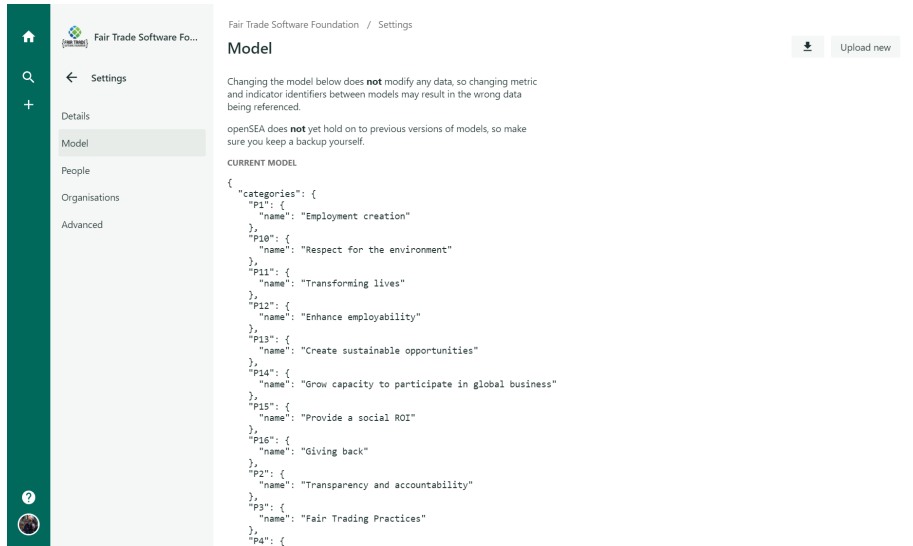 Fair Trade Software Foundation / Settings
Fair Trade Software Fo...
Model
Upload new
Settings
Details
Model
People
Organisations
Advanced
Changing the model below does not modify any data, so changing metric
and indicator identifiers between models may result in the wrong data
being referenced.
openSEA does not yet hold on to previous versions of models, so make
sure you keep a backup yourself.
CURRENT MODEL
{
"categories": {
"P1": {
"name": "Employment creation"
},
"P10": {
"name": "Respect for the environment"
},
"P11": {
"name": "Transforming lives"
},
"P12": {
"name": "Enhance employability"
},
"P13": {
"name": "Create sustainable opportunities"
},
"P14": {
"name": "Grow capacity to participate in global business"
},
"P15": {
"name": "Provide a social ROI"
},
"P16": {
"name": "Giving back"
},
"P2": {
"name": "Transparency and accountability"
},
"P3": {
"name": "Fair Trading Practices"
},
"P4": {